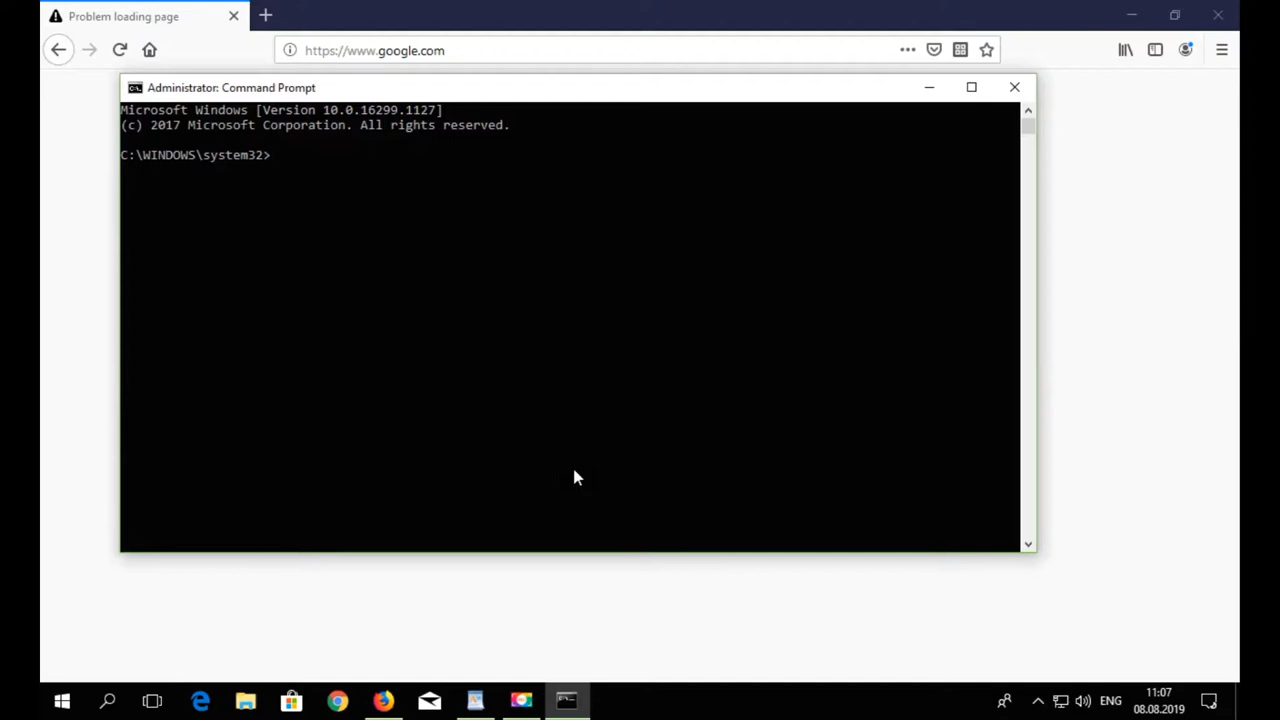 Problem loading page
https://www.google.com
Administrator: Command Prompt
Microsoft Windows [Version 10.0.16299.1127]
(c) 2017 Microsoft Corporation. All rights reserved.
C:\WINDOWS\system32>
ENG
11:07
08.08.2019